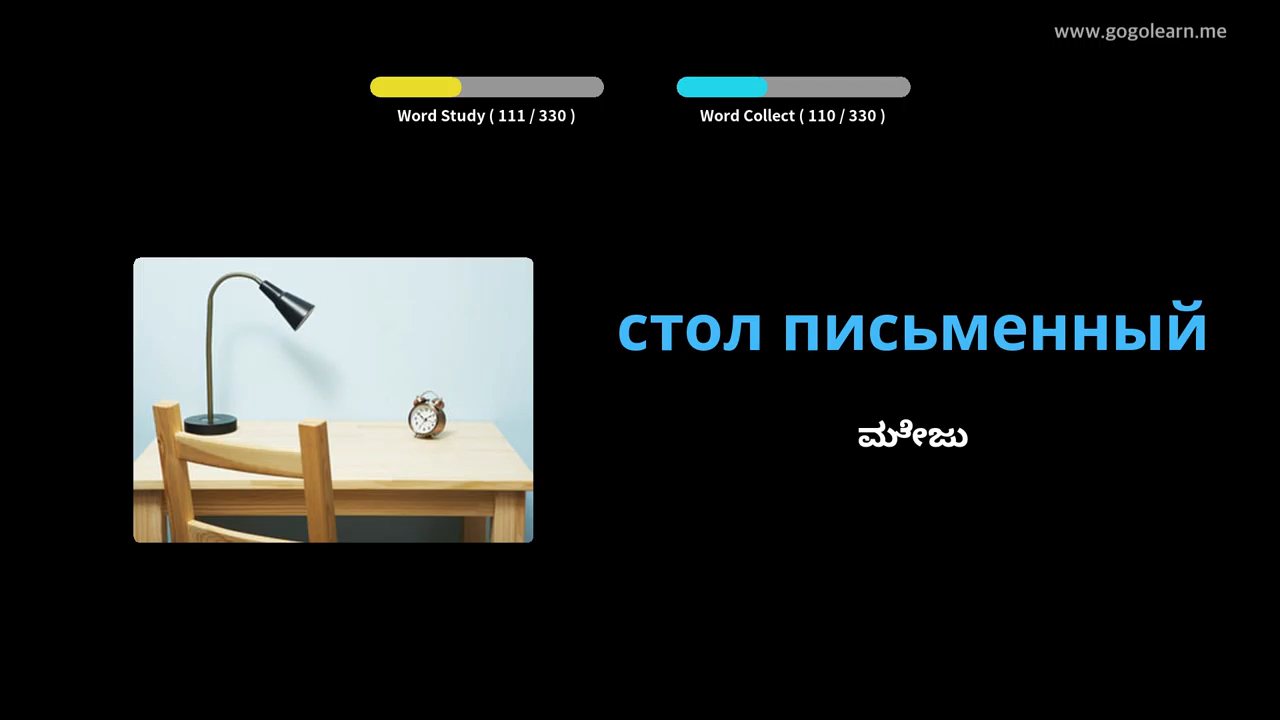 www.gogolearn.me
Word Study ( 111 / 330 )
Word Collect ( 110 / 330 )
стол письменный
ಮೇಜು